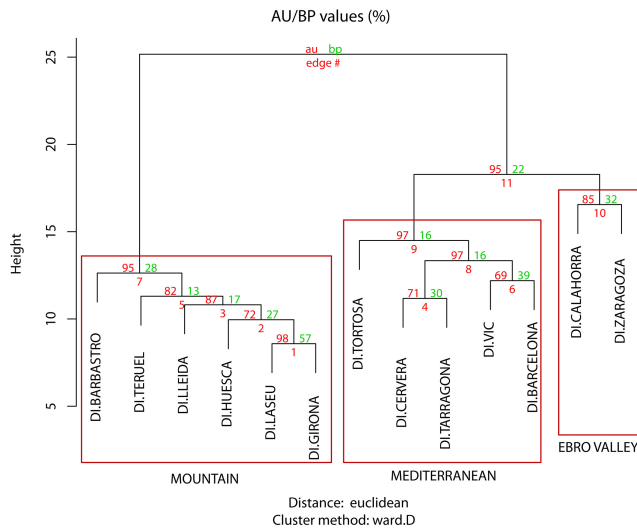 AU/BP values (%)
au bp
edge #
25
20
15
10
5
Height
95 22
11
85 32
10
97 16
9
97 16
8
95 28
7
69 39
6
82 13
5
71 30
4
87 17
3
72 27
2
98 57
1
DI.BARBASTRO
DI.TERUEL
DI.LLEIDA
DI.HUESCA
DI.LASEU
DI.GIRONA
DI.TORTOSA
DI.CERVERA
DI.TARRAGONA
DI.VIC
DI.BARCELONA
DI.CALAHORRA
DI.ZARAGOZA
MOUNTAIN
MEDITERRANEAN
EBRO VALLEY
Distance: euclidean
Cluster method: ward.D